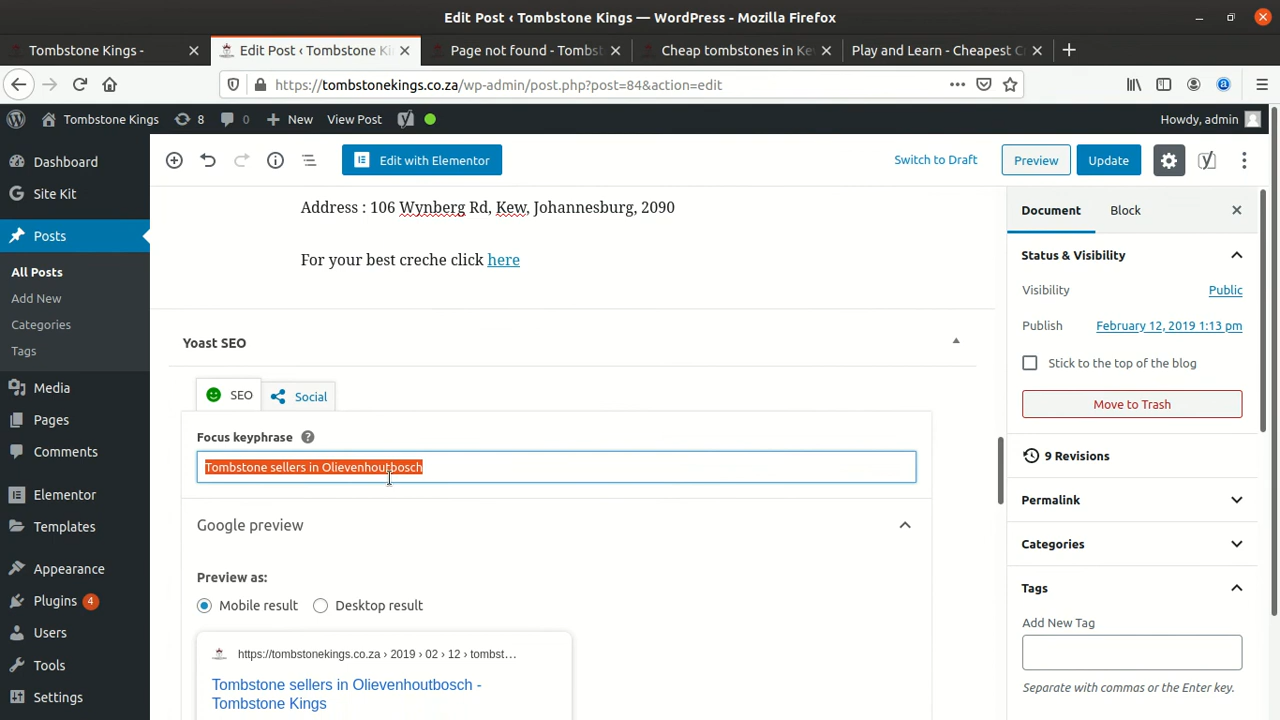 Edit Post ‹ Tombstone Kings — WordPress - Mozilla Firefox
Tombstone Kings -
Edit Post ‹ Tombstone Ki
Page not found - Tombst
Cheap tombstones in Ke
Play and Learn - Cheapest C
https://tombstonekings.co.za/wp-admin/post.php?post=84&action=edit
Tombstone Kings
8
0
New
View Post
Howdy, admin
Dashboard
Site Kit
Posts
All Posts
Add New
Categories
Tags
Media
Pages
Comments
Elementor
Templates
Appearance
Plugins 4
Users
Tools
Settings
Edit with Elementor
Switch to Draft
Preview
Update
Address : 106 Wynberg Rd, Kew, Johannesburg, 2090
For your best creche click here
Yoast SEO
SEO
Social
Focus keyphrase
Tombstone sellers in Olievenhoutbosch
Google preview
Preview as:
Mobile result
Desktop result
https://tombstonekings.co.za › 2019 › 02 › 12 › tombst…
Tombstone sellers in Olievenhoutbosch -
Tombstone Kings
Document
Block
Status & Visibility
Visibility
Public
Publish
February 12, 2019 1:13 pm
Stick to the top of the blog
Move to Trash
9 Revisions
Permalink
Categories
Tags
Add New Tag
Separate with commas or the Enter key.